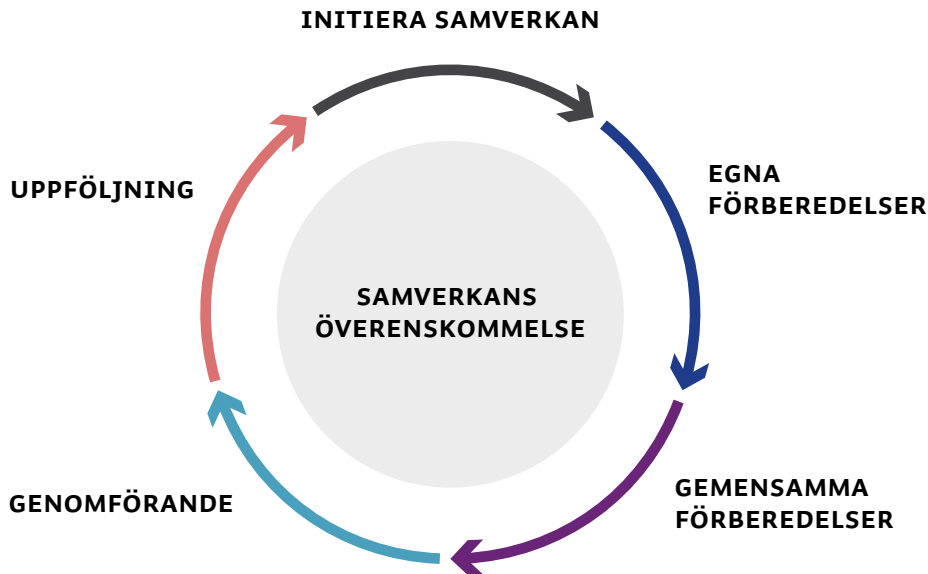 INITIERA SAMVERKAN
EGNA
FÖRBEREDELSER
GEMENSAMMA
FÖRBEREDELSER
GENOMFÖRANDE
UPPFÖLJNING
SAMVERKANS
ÖVERENSKOMMELSE